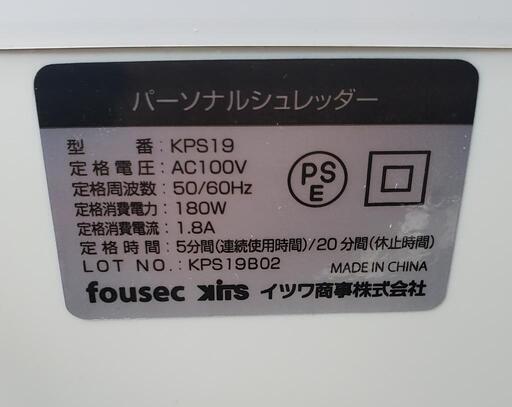 パーソナルシュレッダー
型番：KPS19
定格電圧：AC100V
定格周波数：50/60Hz
定格消費電力：180W
定格消費電流：1.8A
定格時間：5分間(連続使用時間)/20分間(休止時間)
LOT NO.：KPS19B02
PSE
MADE IN CHINA
fousec kits イツワ商事株式会社